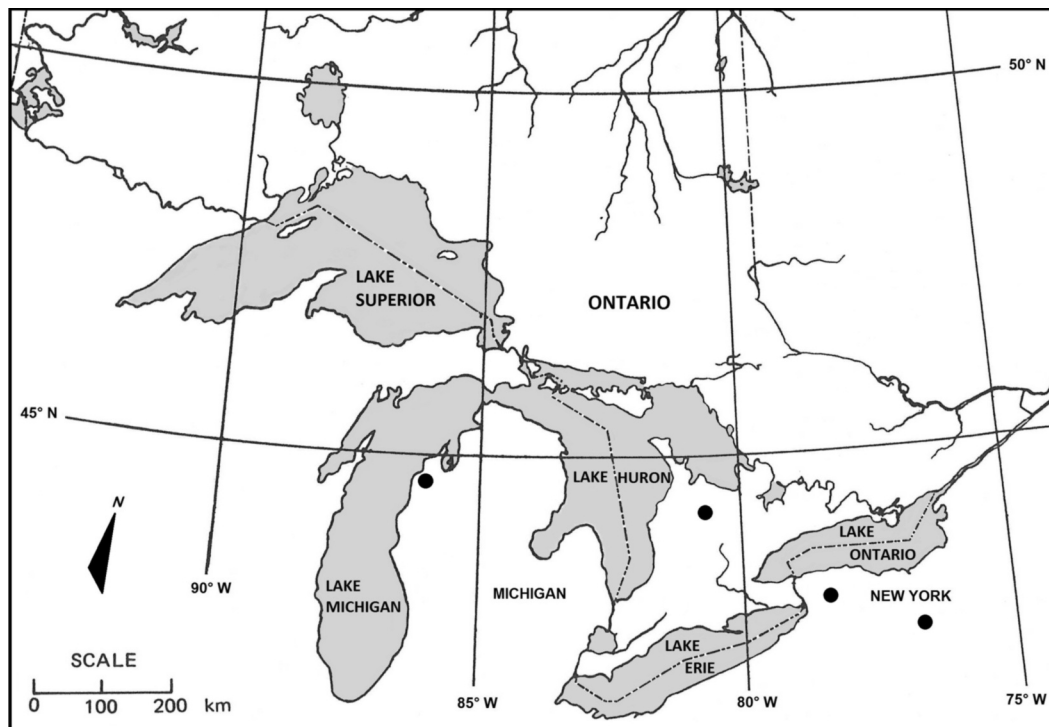 50° N
LAKE
SUPERIOR
ONTARIO
45° N
N
LAKE HURON
LAKE
ONTARIO
90° W
LAKE
MICHIGAN
MICHIGAN
NEW YORK
SCALE
LAKE
ERIE
0 100 200 km
85° W
80° W
75° W